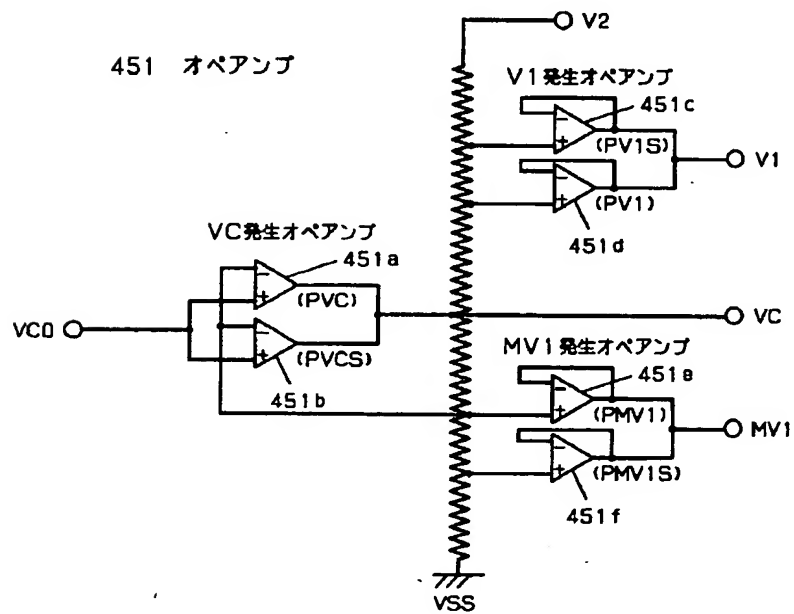 V2
451 オペアンプ
V1発生オペアンプ
451c
(PV1S)
V1
(PV1)
451d
VC発生オペアンプ
451a
(PVC)
VC0
VC
(PVCS)
451b
MV1発生オペアンプ
451e
(PMV1)
MV1
(PMV1S)
451f
VSS